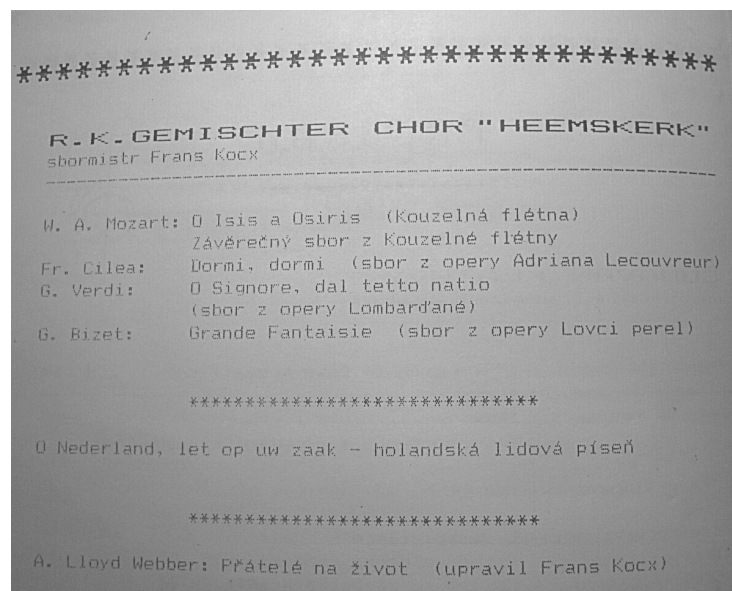 *************************************
R.K.GEMISCHTER CHOR "HEEMSKERK"
sbormistr Frans Kocx
----------------------------------------------------------------
W. A. Mozart: O Isis a Osiris (Kouzelná flétna)
Závěrečný sbor z Kouzelné flétny
Fr. Cilea: Dormi, dormi (sbor z opery Adriana Lecouvreur)
G. Verdi: O Signore, dal tetto natio
(sbor z opery Lombarďané)
G. Bizet: Grande Fantaisie (sbor z opery Lovci perel)
*****************************
O Nederland, let op uw zaak - holandská lidová píseň
*****************************
A. Lloyd Webber: Přátelé na život (upravil Frans Kocx)